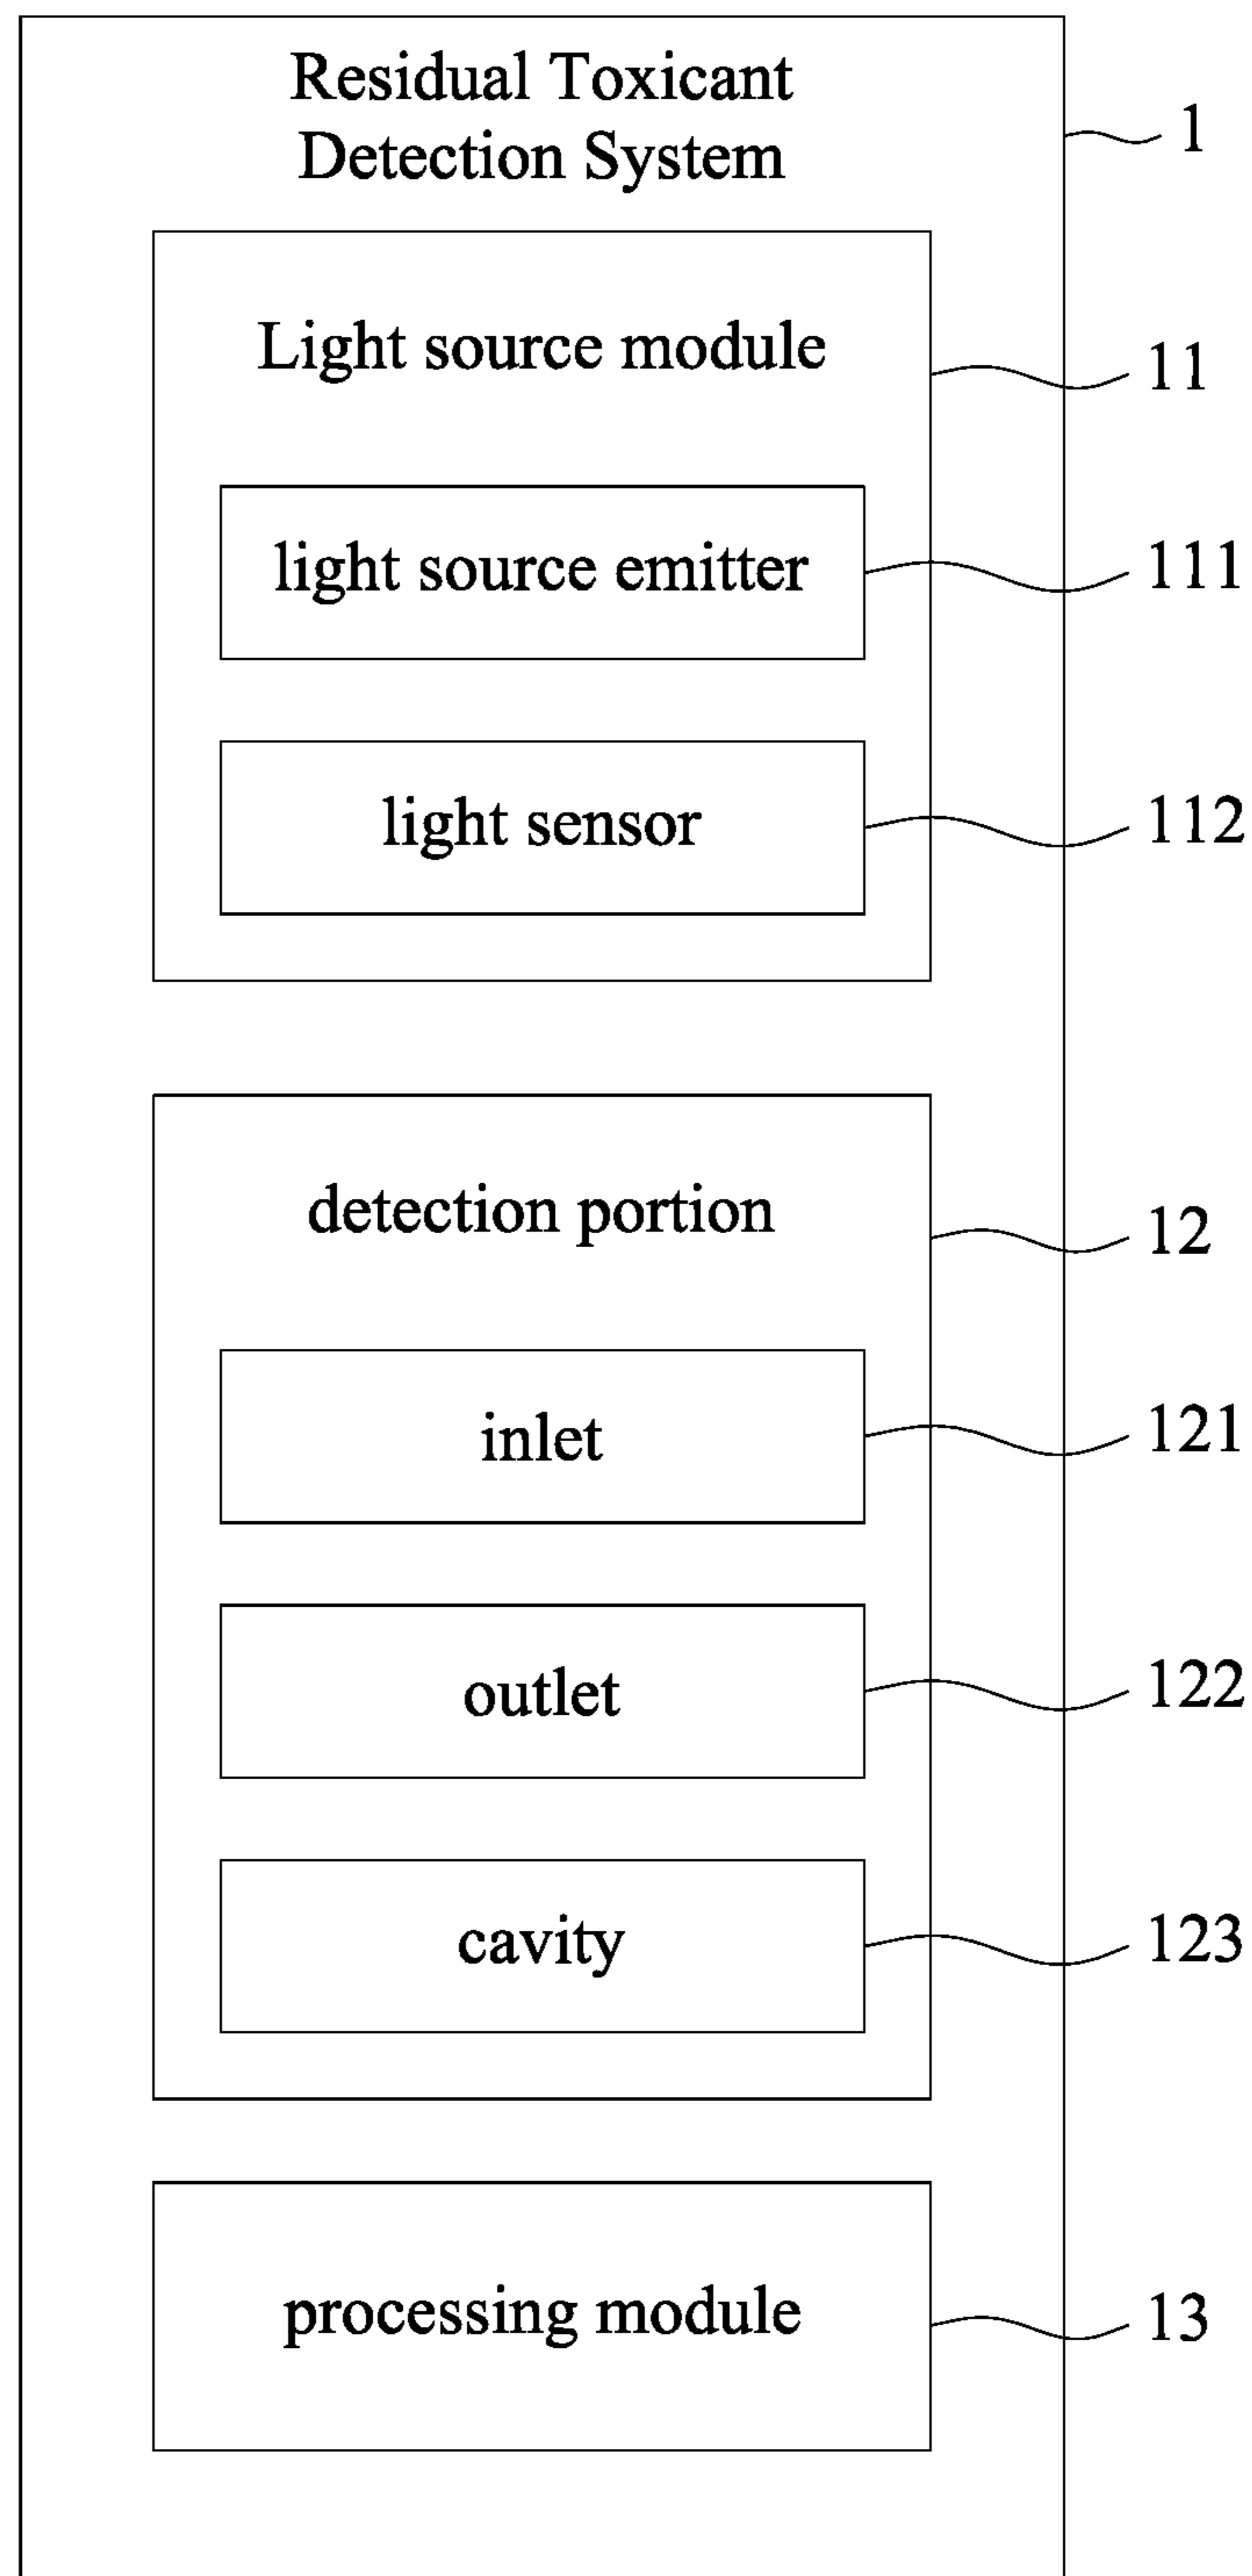 Residual Toxicant
Detection System
1
Light source module
11
light source emitter
111
light sensor
112
detection portion
12
inlet
121
outlet
122
cavity
123
processing module
13